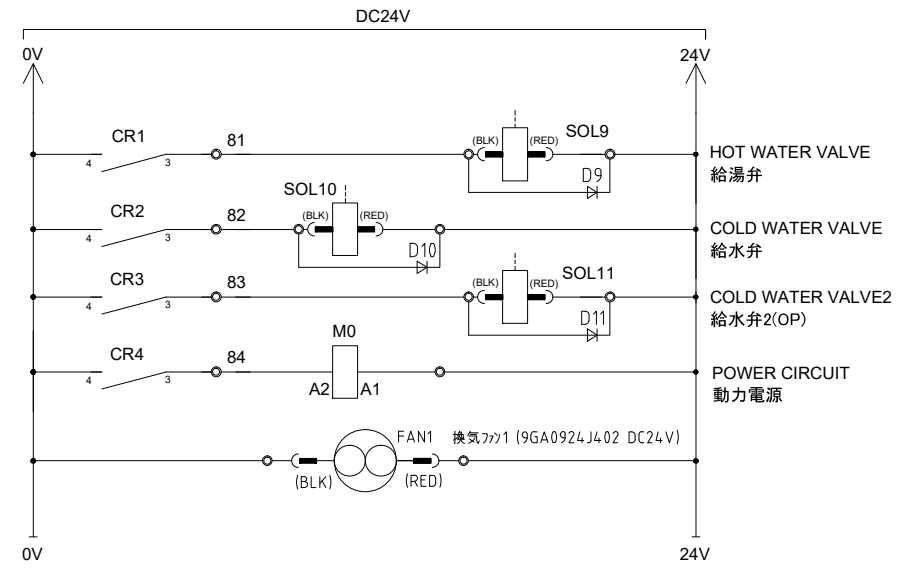 DC24V
0V 24V
CR1 81 (BLK) (RED) SOL9 HOT WATER VALVE
4 3 D9 給湯弁
SOL10
CR2 82 (BLK) (RED) COLD WATER VALVE
4 3 D10 給水弁
CR3 83 (BLK) (RED) SOL11 COLD WATER VALVE2
4 3 D11 給水弁2(OP)
M0
CR4 84 POWER CIRCUIT
4 3 A2 A1 動力電源
FAN1 換気ファン1 (9GA0924J402 DC24V)
(BLK) (RED)
0V 24V